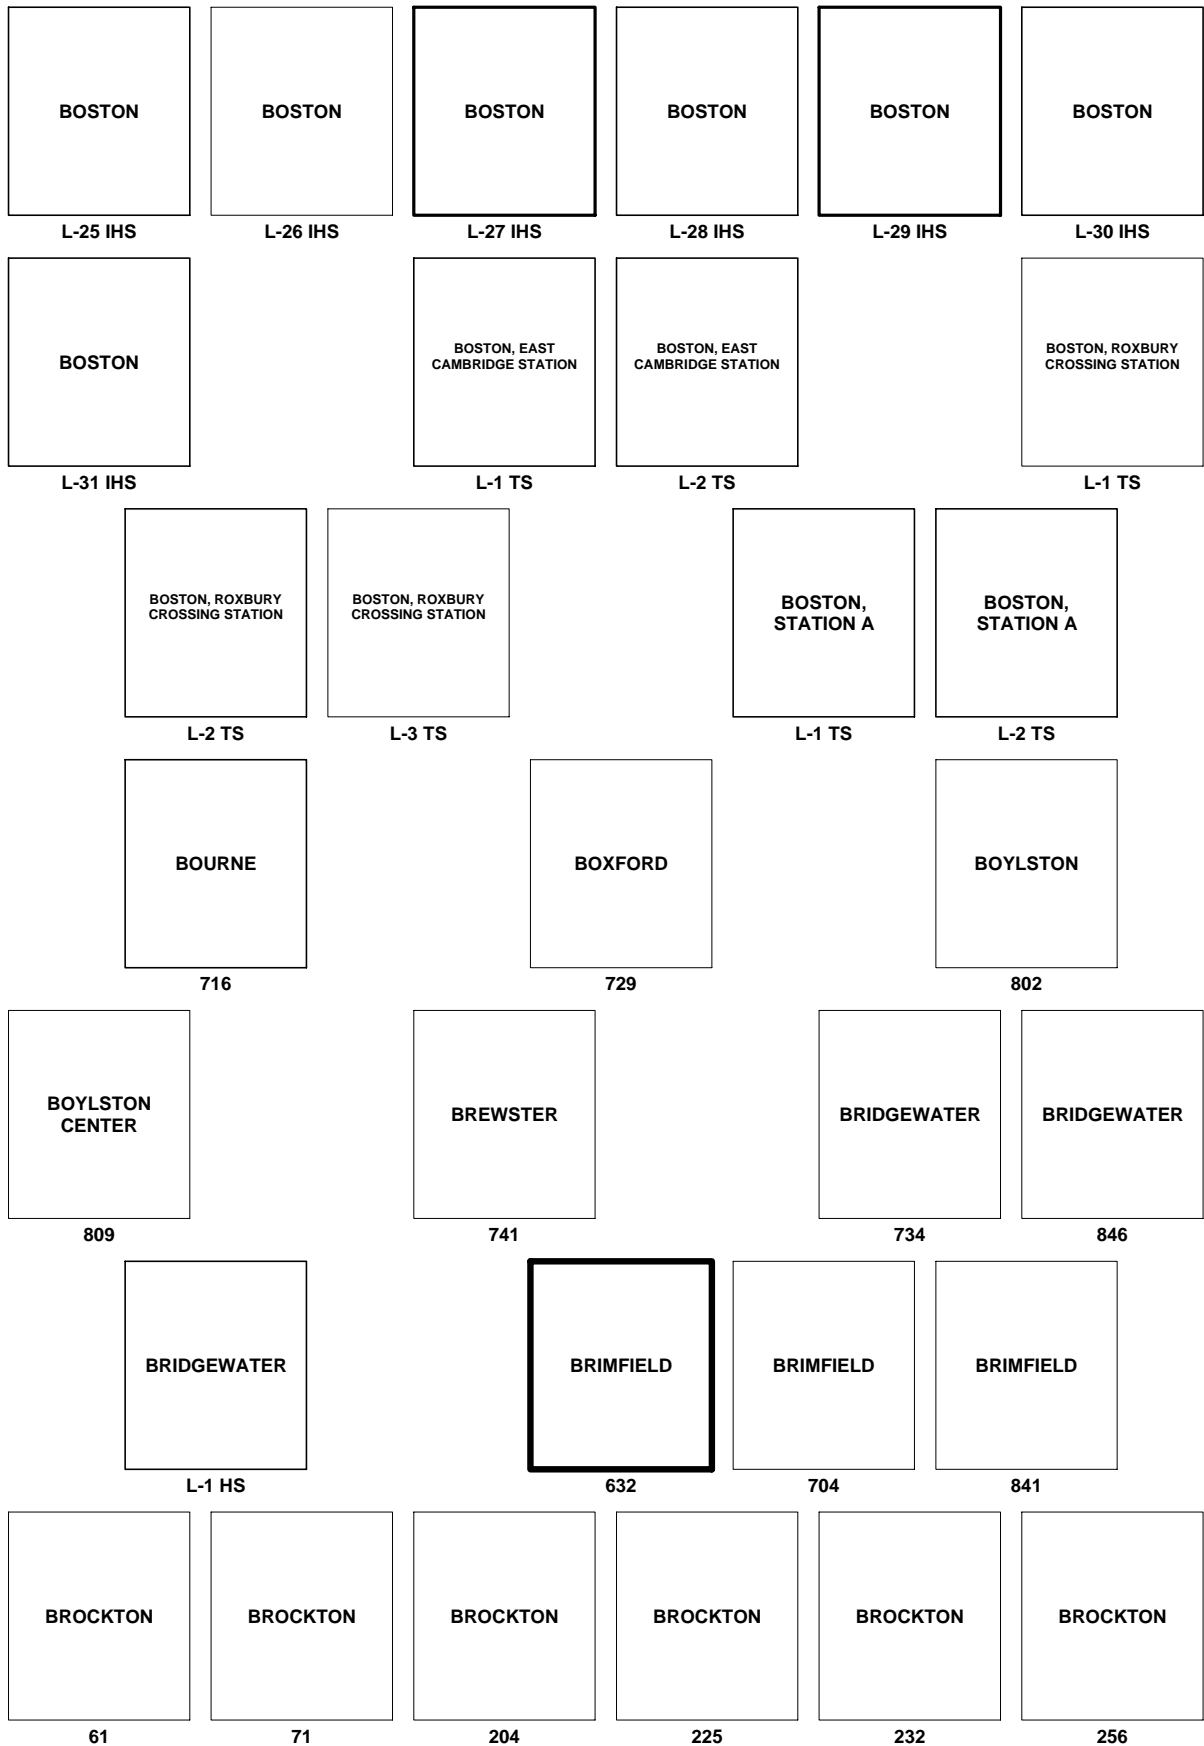 BOSTON
BOSTON
BOSTON
BOSTON
BOSTON
BOSTON
L-25 IHS
L-26 IHS
L-27 IHS
L-28 IHS
L-29 IHS
L-30 IHS
BOSTON
BOSTON, EAST
CAMBRIDGE STATION
BOSTON, EAST
CAMBRIDGE STATION
BOSTON, ROXBURY
CROSSING STATION
L-31 IHS
L-1 TS
L-2 TS
L-1 TS
BOSTON, ROXBURY
CROSSING STATION
BOSTON, ROXBURY
CROSSING STATION
BOSTON,
STATION A
BOSTON,
STATION A
L-2 TS
L-3 TS
L-1 TS
L-2 TS
BOURNE
BOXFORD
BOYLSTON
716
729
802
BOYLSTON
CENTER
BREWSTER
BRIDGEWATER
BRIDGEWATER
809
741
734
846
BRIDGEWATER
BRIMFIELD
BRIMFIELD
BRIMFIELD
L-1 HS
632
704
841
BROCKTON
BROCKTON
BROCKTON
BROCKTON
BROCKTON
BROCKTON
61
71
204
225
232
256